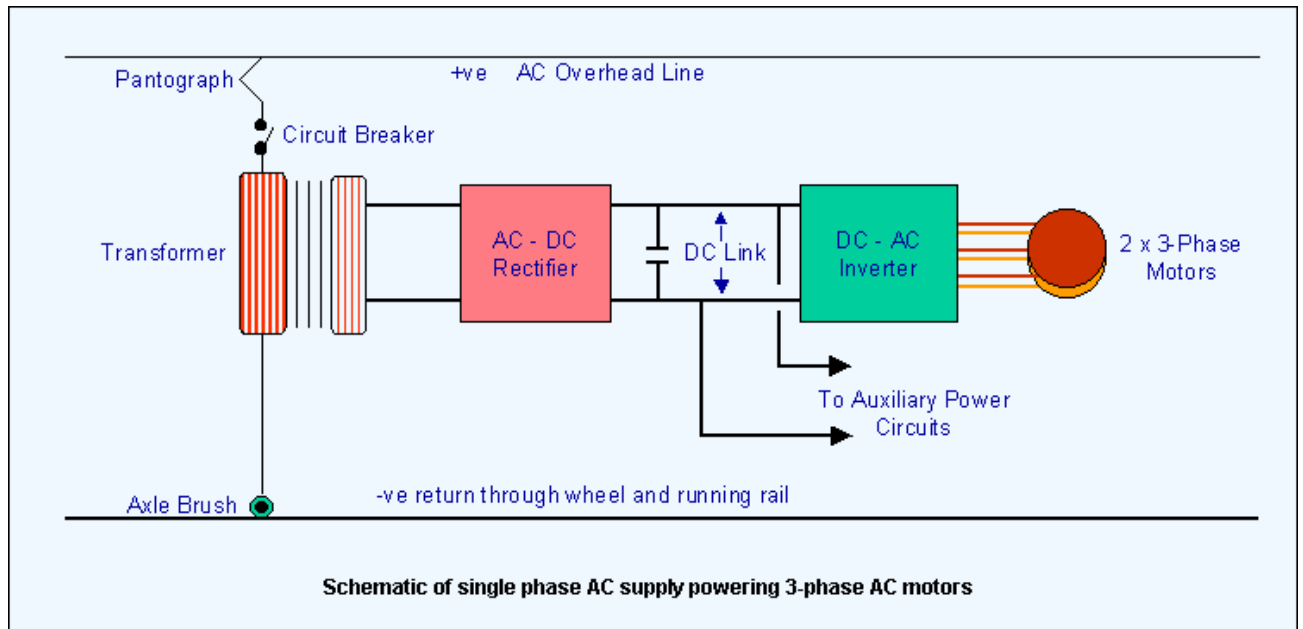 +ve AC Overhead Line
Pantograph
Circuit Breaker
Transformer
AC - DC
Rectifier
DC Link
DC - AC
Inverter
2 x 3-Phase
Motors
To Auxiliary Power
Circuits
Axle Brush
-ve return through wheel and running rail
Schematic of single phase AC supply powering 3-phase AC motors